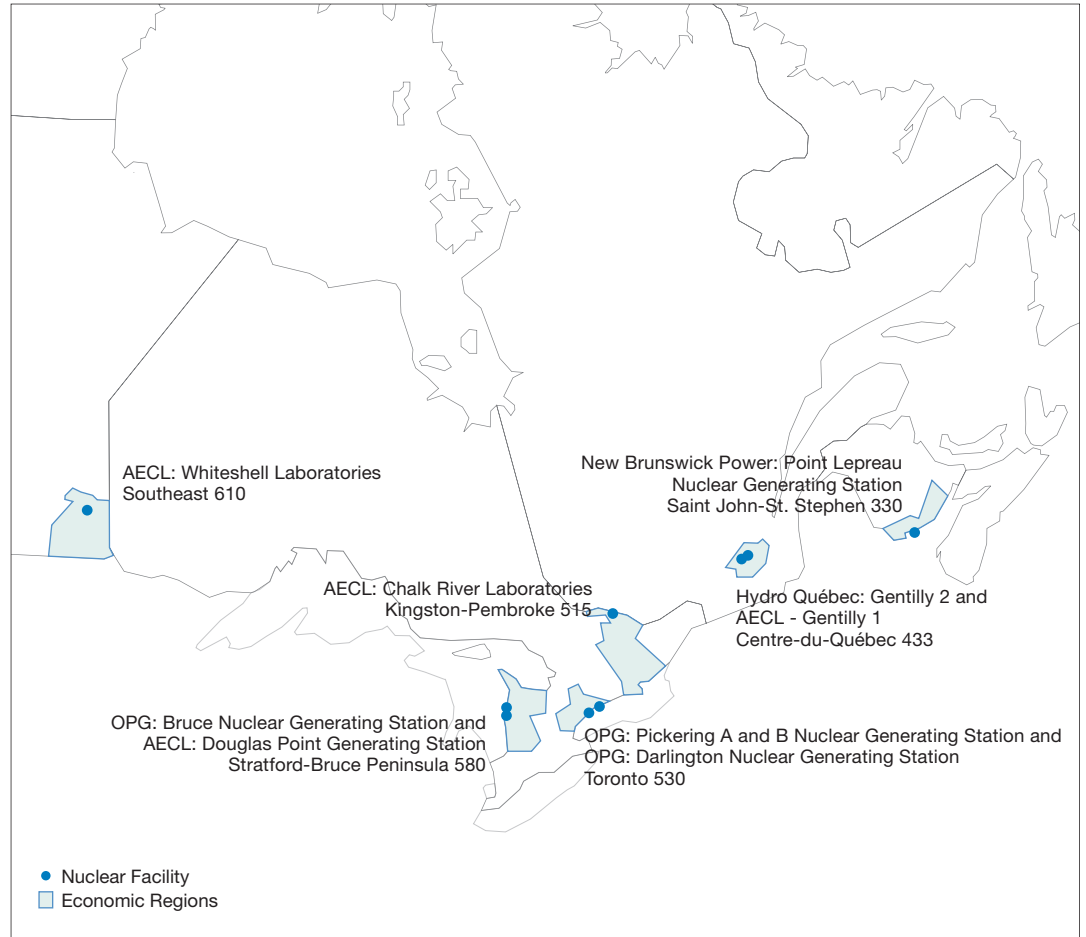 AECL: Whiteshell Laboratories
Southeast 610
New Brunswick Power: Point Lepreau
Nuclear Generating Station
Saint John-St. Stephen 330
AECL: Chalk River Laboratories
Kingston-Pembroke 515
Hydro Québec: Gentilly 2 and
AECL - Gentilly 1
Centre-du-Québec 433
OPG: Bruce Nuclear Generating Station and
AECL: Douglas Point Generating Station
Stratford-Bruce Peninsula 580
OPG: Pickering A and B Nuclear Generating Station and
OPG: Darlington Nuclear Generating Station
Toronto 530
Nuclear Facility
Economic Regions